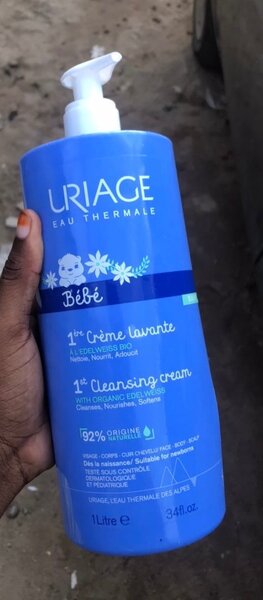 URIAGE
EAU THERMALE
Bébé
1ère Crème lavante
À L'EDELWEISS BIO
Nettoie, Nourrit, Adoucit
1st Cleansing cream
WITH ORGANIC EDELWEISS
Cleanses, Nourishes, Softens
92% ORIGINE
NATURELLE
VISAGE - CORPS - CUIR CHEVELU/ FACE - BODY - SCALP
Dès la naissance/ Suitable for newborns
TESTÉ SOUS CONTRÔLE
DERMATOLOGIQUE
ET PÉDIATRIQUE
URIAGE, L'EAU THERMALE DES ALPES
1 Litre e 34fl.oz.